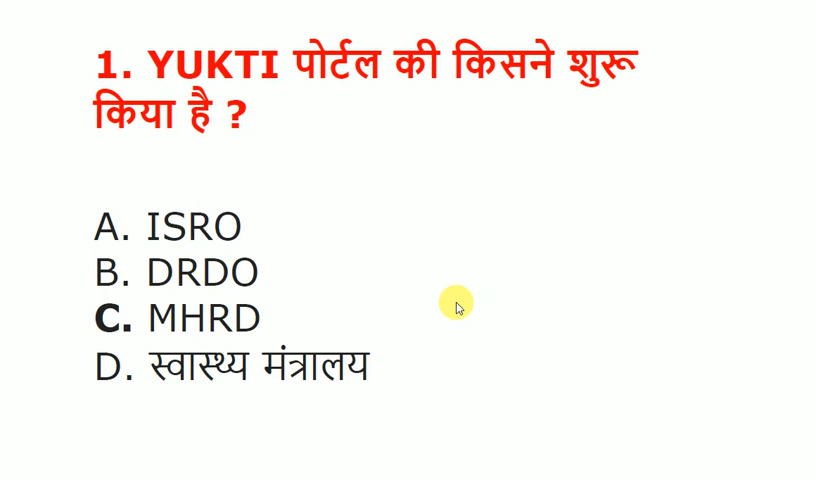 1. YUKTI पोर्टल की किसने शुरू
किया है ?
A. ISRO
B. DRDO
C. MHRD
D. स्वास्थ्य मंत्रालय